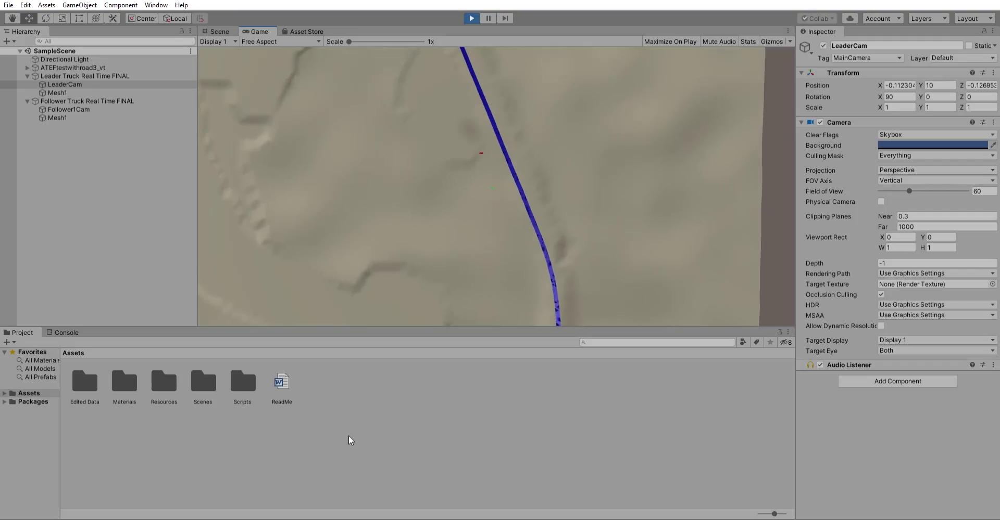 File Edit Assets GameObject Component Window Help
Center Local Collab Account Layers Layout
Hierarchy
All
SampleScene
Directional Light
ATEFtestwithroad3_vt
Leader Truck Real Time FINAL
LeaderCam
Mesh1
Follower Truck Real Time FINAL
Follower1Cam
Mesh1
Scene Game Asset Store
Display 1 Free Aspect Scale 1x Maximize On Play Mute Audio Stats Gizmos
Inspector
LeaderCam Static
Tag MainCamera Layer Default
Transform
Position X -0.11230 Y 10 Z -0.126953
Rotation X 90 Y 0 Z 0
Scale X 1 Y 1 Z 1
Camera
Clear Flags Skybox
Background
Culling Mask Everything
Projection Perspective
FOV Axis Vertical
Field of View 60
Physical Camera
Clipping Planes Near 0.3
Far 1000
Viewport Rect X 0 Y 0
W 1 H 1
Depth -1
Rendering Path Use Graphics Settings
Target Texture None (Render Texture)
Occlusion Culling
HDR Use Graphics Settings
MSAA Use Graphics Settings
Allow Dynamic Resolutic
Target Display Display 1
Target Eye Both
Audio Listener
Add Component
Project Console
8
Favorites
All Materials
All Models
All Prefabs
Assets
Packages
Assets
Edited Data Materials Resources Scenes Scripts ReadMe